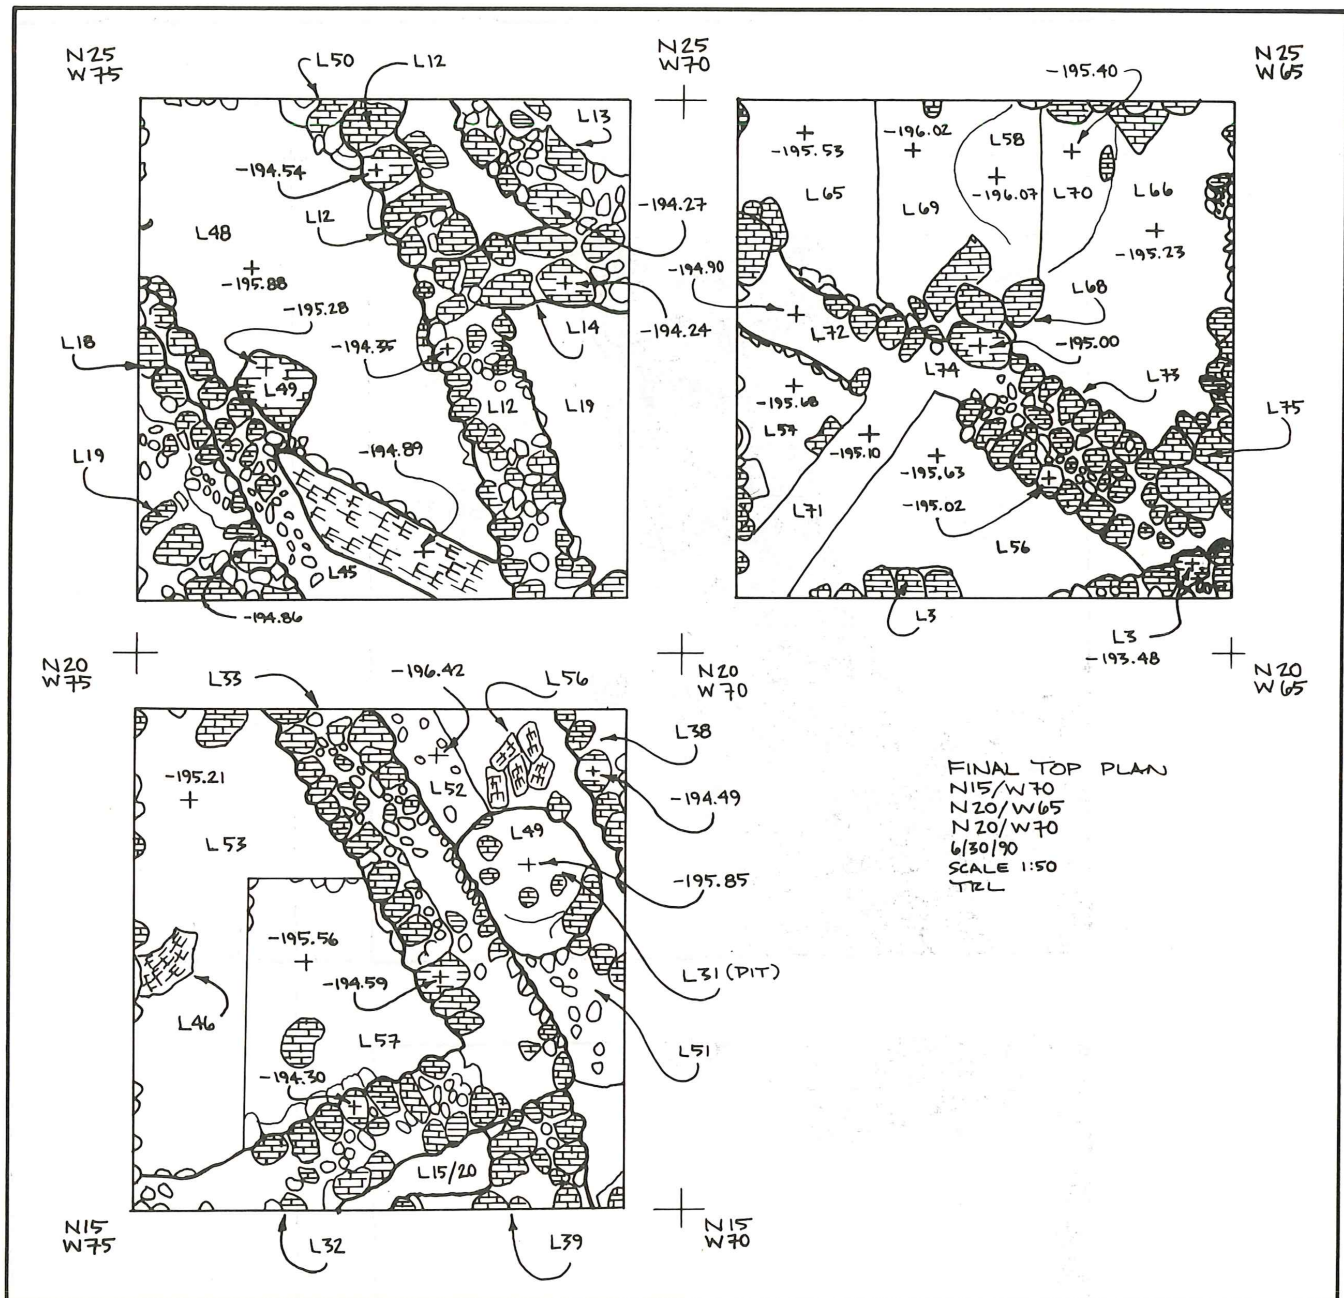 N25
W75
L50
L12
N25
W70
-195.40
N25
W65
L13
-194.54
L12
-194.27
L48
-195.88
-195.28
-194.35
L18
L49
L12
L14
-194.24
L19
L19
-194.89
L45
-194.86
-195.53
-196.02
L58
L65
L69
-196.07
L70
L66
-195.23
-194.90
L72
L68
-195.00
L74
L73
L75
-195.68
L57
-195.10
-195.63
-195.02
L71
L56
L3
L3
-193.48
N20
W75
L33
-196.42
L56
N20
W70
N20
W65
L38
-195.21
L52
-194.49
L53
L49
-195.85
-195.56
-194.59
L31 (PIT)
L46
L57
L51
-194.30
L15/20
N15
W75
L32
L39
N15
W70
FINAL TOP PLAN
N15/W70
N20/W65
N20/W70
6/30/90
SCALE 1:50
TRL